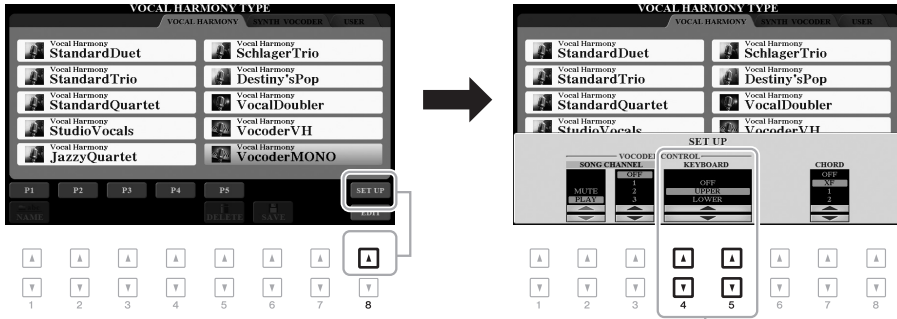 VOCAL HARMONY TYPE
VOCAL HARMONY SYNTH VOCODER USER
Vocal Harmony
StandardDuet
Vocal Harmony
SchlagerTrio
Vocal Harmony
StandardTrio
Vocal Harmony
Destiny'sPop
Vocal Harmony
StandardQuartet
Vocal Harmony
VocalDoubler
Vocal Harmony
StudioVocals
Vocal Harmony
VocoderVH
Vocal Harmony
JazzyQuartet
Vocal Harmony
VocoderMONO
P1 P2 P3 P4 P5 SET UP
NAME DELETE SAVE EDIT
1 2 3 4 5 6 7 8
VOCAL HARMONY TYPE
VOCAL HARMONY SYNTH VOCODER USER
Vocal Harmony
StandardDuet
Vocal Harmony
SchlagerTrio
Vocal Harmony
StandardTrio
Vocal Harmony
Destiny'sPop
Vocal Harmony
StandardQuartet
Vocal Harmony
VocalDoubler
Vocal Harmony
StudioVocals
Vocal Harmony
VocoderVH
SET UP
VOCODER CONTROL
SONG CHANNEL KEYBOARD CHORD
MUTE
PLAY
OFF
1
2
3
OFF
UPPER
LOWER
OFF
XF
1
2
1 2 3 4 5 6 7 8